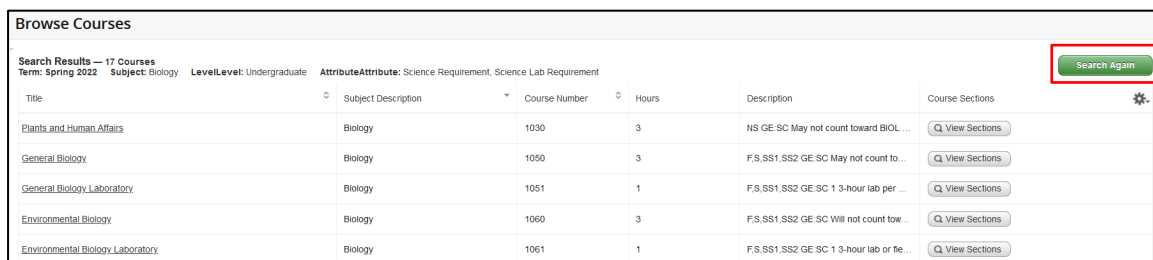 Browse Courses
Search Results — 17 Courses
Term: Spring 2022 Subject: Biology LevelLevel: Undergraduate AttributeAttribute: Science Requirement, Science Lab Requirement
Search Again
Title Subject Description Course Number Hours Description Course Sections
Plants and Human Affairs Biology 1030 3 NS GE:SC May not count toward BIOL ... View Sections
General Biology Biology 1050 3 F,S,SS1,SS2 GE:SC May not count to... View Sections
General Biology Laboratory Biology 1051 1 F,S,SS1,SS2 GE:SC 1 3-hour lab per ... View Sections
Environmental Biology Biology 1060 3 F,S,SS1,SS2 GE:SC Will not count tow... View Sections
Environmental Biology Laboratory Biology 1061 1 F,S,SS1,SS2 GE:SC 1 3-hour lab or fie... View Sections